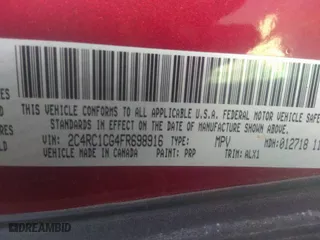 THIS VEHICLE CONFORMS TO ALL APPLICABLE U.S.A. FEDERAL MOTOR VEHICLE
STANDARDS IN EFFECT ON THE DATE OF MANUFACTURE SHOWN ABOVE.
VIN: 2C4RC1CG4FR698916 TYPE: MPV MDH: 012718 11
VEHICLE MADE IN CANADA PAINT: PRP TRIM: ALX1
DREAMBID